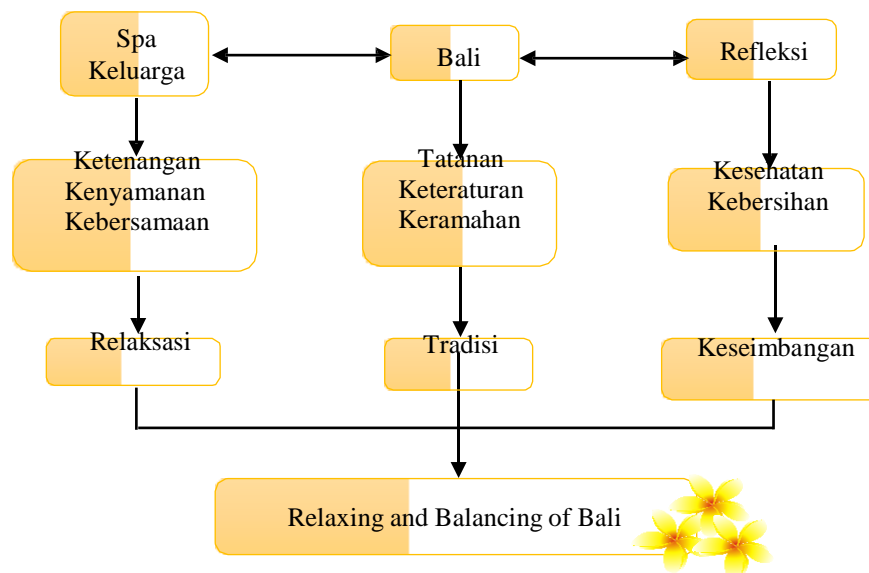 Spa
Keluarga
Bali
Refleksi
Ketenangan
Kenyamanan
Kebersamaan
Tatanan
Keteraturan
Keramahan
Kesehatan
Kebersihan
Relaksasi
Tradisi
Keseimbangan
Relaxing and Balancing of Bali